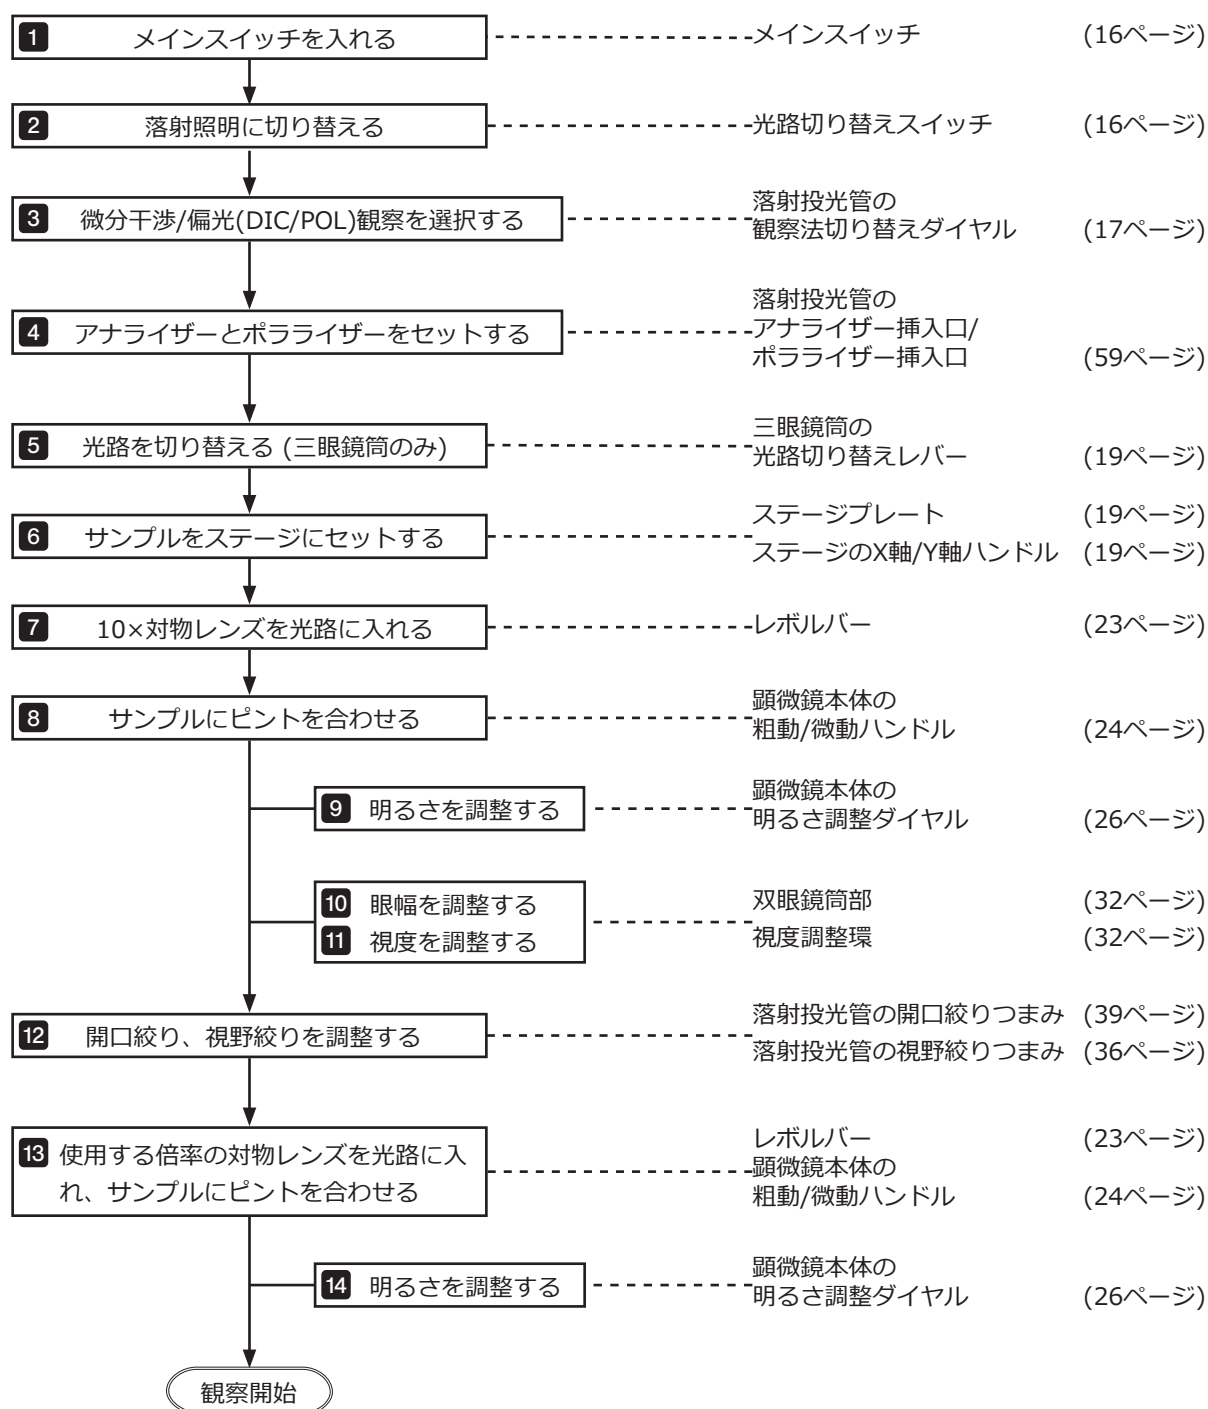 1 メインスイッチを入れる メインスイッチ (16ページ)
2 落射照明に切り替える 光路切り替えスイッチ (16ページ)
3 微分干渉/偏光(DIC/POL)観察を選択する 落射投光管の
観察法切り替えダイヤル (17ページ)
4 アナライザーとポラライザーをセットする 落射投光管の
アナライザー挿入口/
ポラライザー挿入口 (59ページ)
5 光路を切り替える (三眼鏡筒のみ) 三眼鏡筒の
光路切り替えレバー (19ページ)
6 サンプルをステージにセットする ステージプレート (19ページ)
ステージのX軸/Y軸ハンドル (19ページ)
7 10×対物レンズを光路に入れる レボルバー (23ページ)
8 サンプルにピントを合わせる 顕微鏡本体の
粗動/微動ハンドル (24ページ)
9 明るさを調整する 顕微鏡本体の
明るさ調整ダイヤル (26ページ)
10 眼幅を調整する 双眼鏡筒部 (32ページ)
11 視度を調整する 視度調整環 (32ページ)
12 開口絞り、視野絞りを調整する 落射投光管の開口絞りつまみ (39ページ)
落射投光管の視野絞りつまみ (36ページ)
13 使用する倍率の対物レンズを光路に入
れ、サンプルにピントを合わせる レボルバー (23ページ)
顕微鏡本体の
粗動/微動ハンドル (24ページ)
14 明るさを調整する 顕微鏡本体の
明るさ調整ダイヤル (26ページ)
観察開始